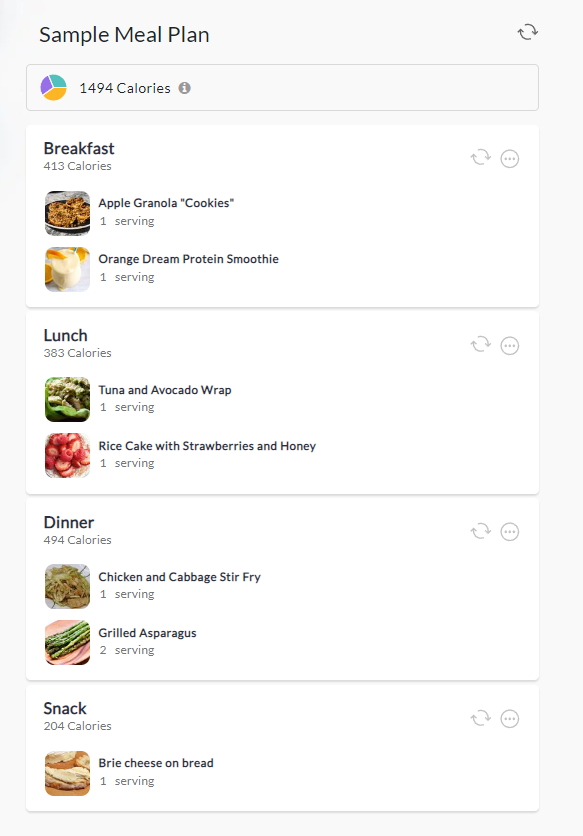 Sample Meal Plan
1494 Calories
Breakfast
413 Calories
Apple Granola "Cookies"
1 serving
Orange Dream Protein Smoothie
1 serving
Lunch
383 Calories
Tuna and Avocado Wrap
1 serving
Rice Cake with Strawberries and Honey
1 serving
Dinner
494 Calories
Chicken and Cabbage Stir Fry
1 serving
Grilled Asparagus
2 serving
Snack
204 Calories
Brie cheese on bread
1 serving